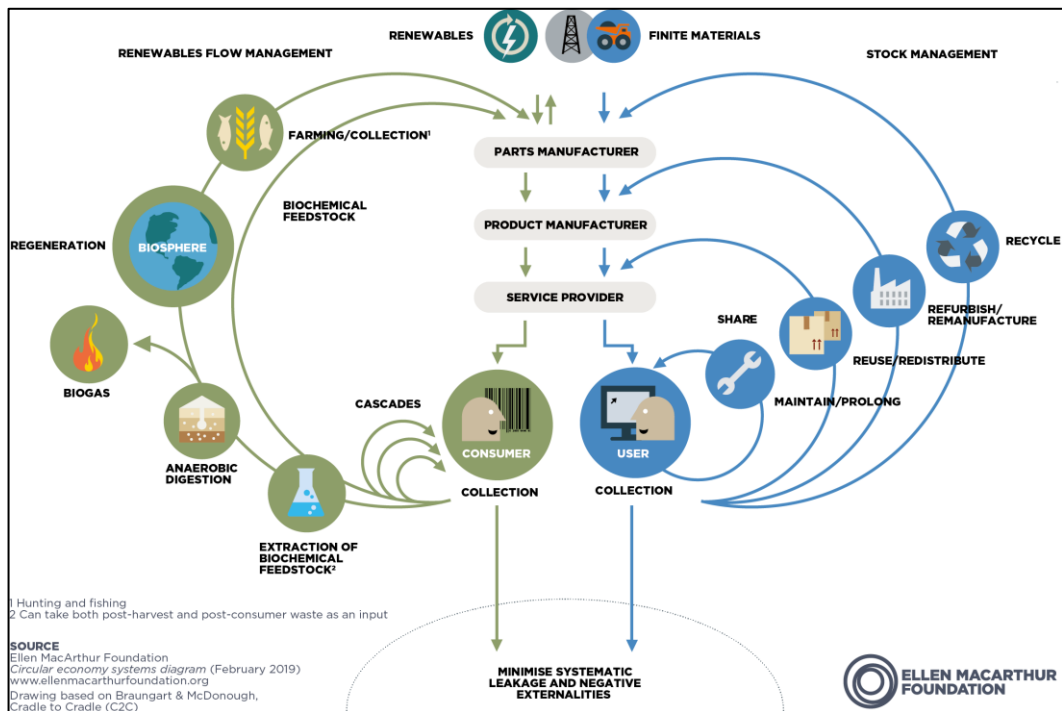 RENEWABLES
FINITE MATERIALS
RENEWABLES FLOW MANAGEMENT
STOCK MANAGEMENT
FARMING/COLLECTION¹
PARTS MANUFACTURER
BIOCHEMICAL
FEEDSTOCK
PRODUCT MANUFACTURER
REGENERATION
BIOSPHERE
RECYCLE
SERVICE PROVIDER
REFURBISH/
REMANUFACTURE
SHARE
REUSE/REDISTRIBUTE
BIOGAS
MAINTAIN/PROLONG
CASCADES
CONSUMER
USER
ANAEROBIC
DIGESTION
COLLECTION
COLLECTION
EXTRACTION OF
BIOCHEMICAL
FEEDSTOCK²
1 Hunting and fishing
2 Can take both post-harvest and post-consumer waste as an input
SOURCE
Ellen MacArthur Foundation
Circular economy systems diagram (February 2019)
www.ellenmacarthurfoundation.org
Drawing based on Braungart & McDonough,
Cradle to Cradle (C2C)
MINIMISE SYSTEMATIC
LEAKAGE AND NEGATIVE
EXTERNALITIES
ELLEN MACARTHUR
FOUNDATION